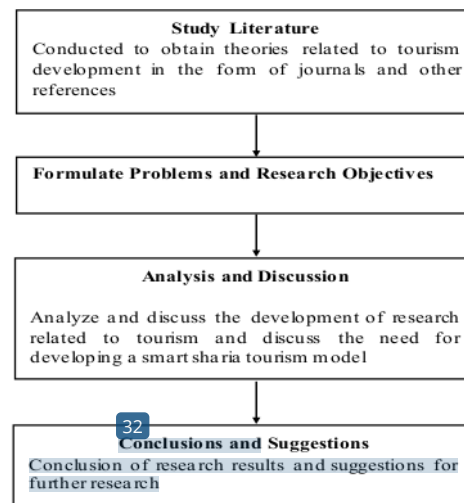 Study Literature
Conducted to obtain theories related to tourism
development in the form of journals and other
references
Formulate Problems and Research Objectives
Analysis and Discussion
Analyze and discuss the development of research
related to tourism and discuss the need for
developing a smart sharia tourism model
32
Conclusions and Suggestions
Conclusion of research results and suggestions for
further research